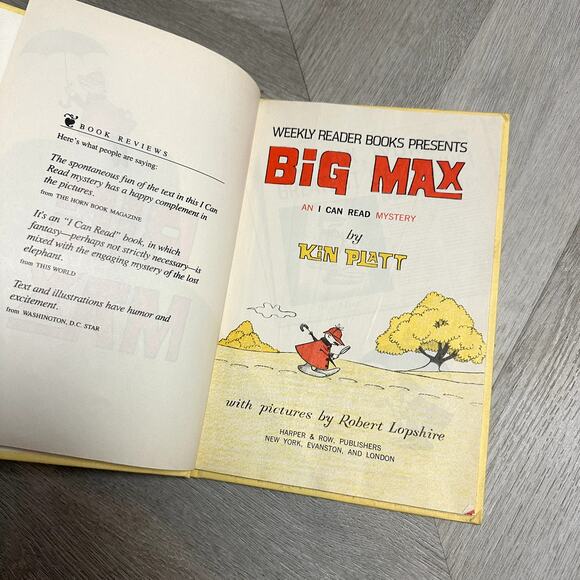 BOOK REVIEWS
Here's what people are saying:
The spontaneous fun of the text in this I Can
Read mystery has a happy complement in
the pictures.
from THE HORN BOOK MAGAZINE
It's an "I Can Read" book, in which
fantasy—perhaps not strictly necessary—is
mixed with the engaging mystery of the lost
elephant.
from THIS WORLD
Text and illustrations have humor and
excitement.
from WASHINGTON, D.C. STAR
WEEKLY READER BOOKS PRESENTS
BiG MAX
AN I CAN READ MYSTERY
by
KiN PLATT
with pictures by Robert Lopshire
HARPER & ROW, PUBLISHERS
NEW YORK, EVANSTON, and LONDON